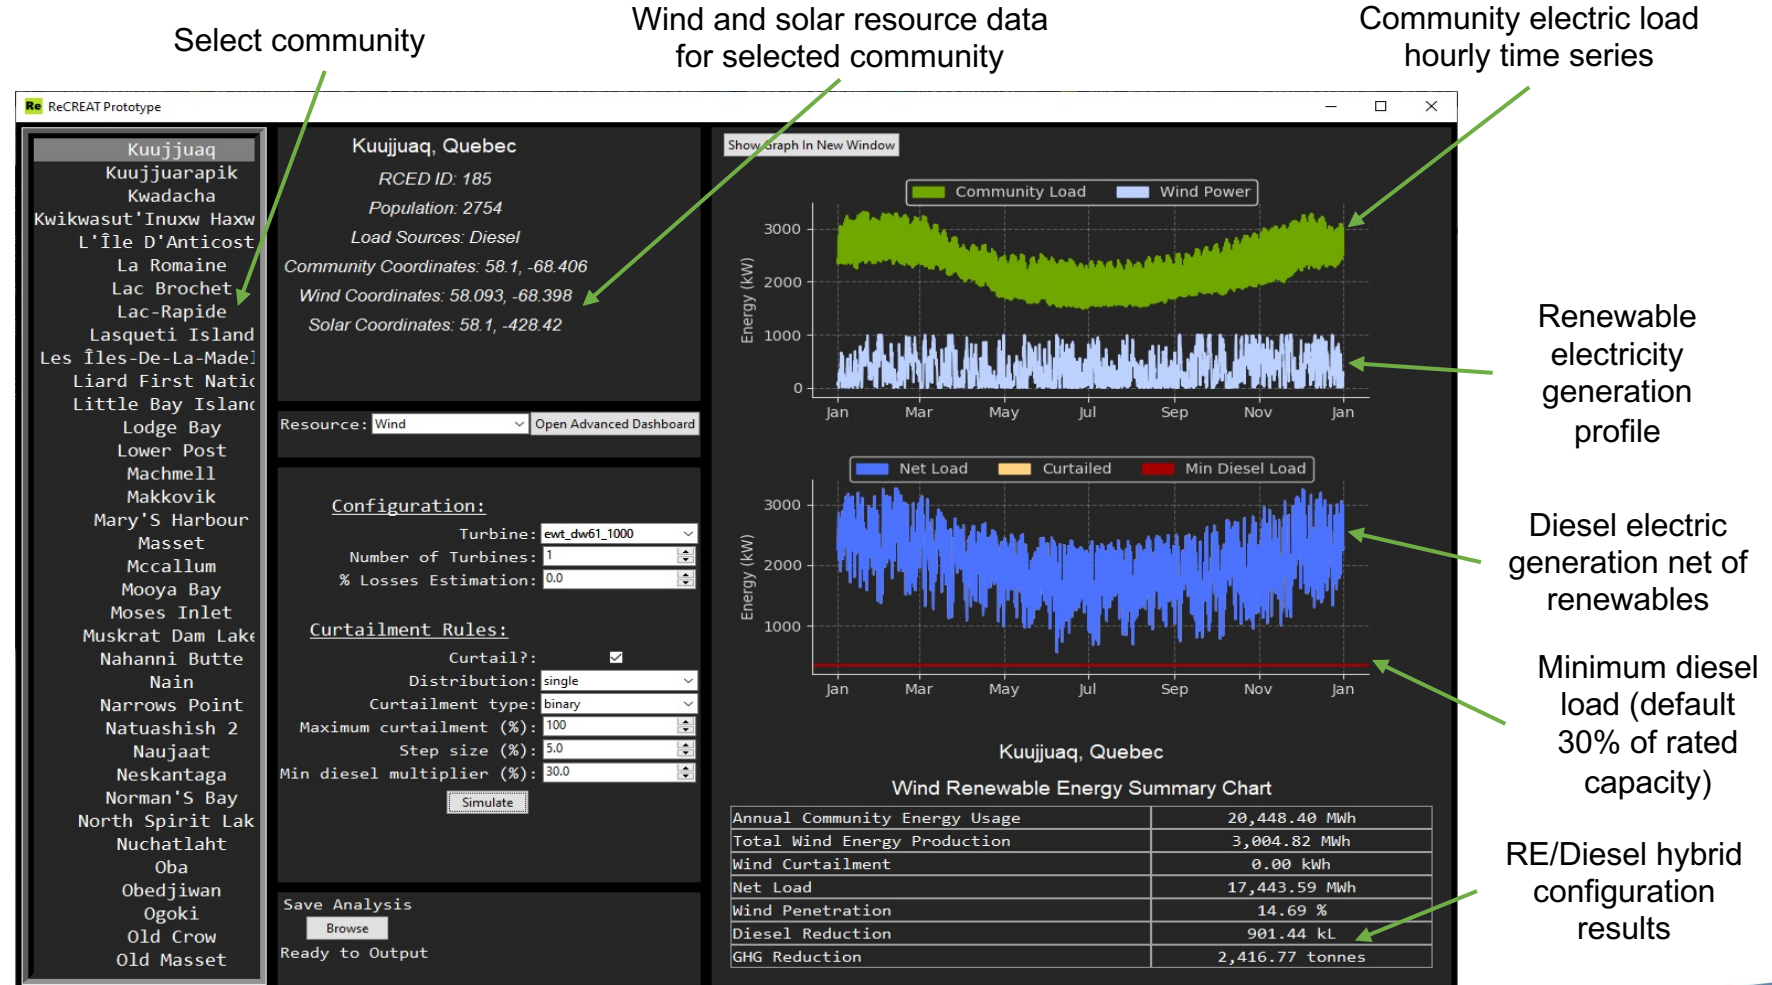 Select community
Wind and solar resource data
for selected community
Community electric load
hourly time series
Re ReCREAT Prototype
Kuujjuaq
Kuujjuarapik
Kwadacha
Kwikwasut'Inuxw Haxw
L'Île D'Anticost
La Romaine
Lac Brochet
Lac-Rapide
Lasqueti Island
Les Îles-De-La-Madel
Liard First Natic
Little Bay Island
Lodge Bay
Lower Post
Machmell
Makkovik
Mary'S Harbour
Masset
Mccallum
Mooya Bay
Moses Inlet
Muskrat Dam Lake
Nahanni Butte
Nain
Narrows Point
Natuashish 2
Naujaat
Neskantaga
Norman'S Bay
North Spirit Lak
Nuchatlaht
Oba
Obedjiwan
Ogoki
Old Crow
Old Masset
Kuujjuaq, Quebec
RCED ID: 185
Population: 2754
Load Sources: Diesel
Community Coordinates: 58.1, -68.406
Wind Coordinates: 58.093, -68.398
Solar Coordinates: 58.1, -428.42
Resource: Wind Open Advanced Dashboard
Configuration:
Turbine: ewt_dw61_1000
Number of Turbines: 1
% Losses Estimation: 0.0
Curtailment Rules:
Curtail?:
Distribution: single
Curtailment type: binary
Maximum curtailment (%): 100
Step size (%): 5.0
Min diesel multiplier (%): 30.0
Simulate
Save Analysis
Browse
Ready to Output
Show Graph In New Window
Community Load Wind Power
Energy (kW)
3000
2000
1000
0
Jan Mar May Jul Sep Nov Jan
Net Load Curtailed Min Diesel Load
Energy (kW)
3000
2000
1000
Jan Mar May Jul Sep Nov Jan
Kuujjuaq, Quebec
Wind Renewable Energy Summary Chart
Annual Community Energy Usage 20,448.40 MWh
Total Wind Energy Production 3,004.82 MWh
Wind Curtailment 0.00 kWh
Net Load 17,443.59 MWh
Wind Penetration 14.69 %
Diesel Reduction 901.44 kL
GHG Reduction 2,416.77 tonnes
Renewable
electricity
generation
profile
Diesel electric
generation net of
renewables
Minimum diesel
load (default
30% of rated
capacity)
RE/Diesel hybrid
configuration
results